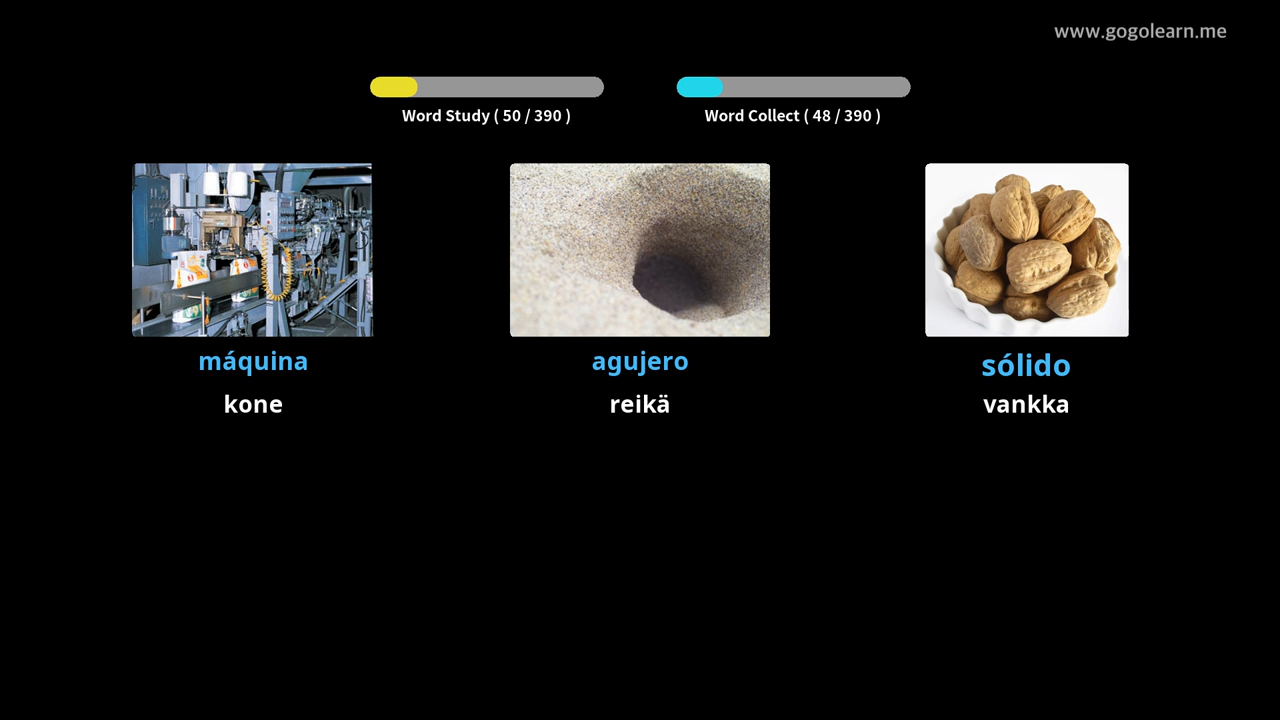 www.gogolearn.me
Word Study ( 50 / 390 )
Word Collect ( 48 / 390 )
máquina
kone
agujero
reikä
sólido
vankka